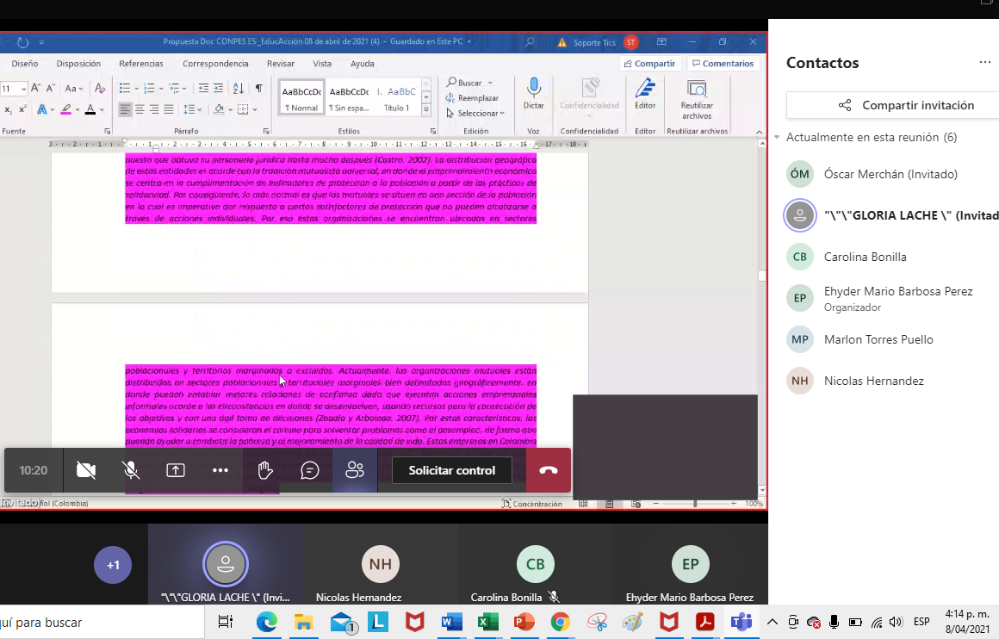 Propuesta Doc CONPES ES_EducAcción.08 de abril de 2021 (4) – Guardado en Este PC
Soporte Tics
ST
Diseño
Disposición
Referencias
Correspondencia
Revisar
Vista
Ayuda
Compartir
Comentarios
11
Aa
AaBbCcDc
AaBbCcDc
AaBbC
¶ Normal
¶ Sin espa...
Título 1
Buscar
Reemplazar
Seleccionar
Dictar
Confidencialidad
Editor
Reutilizar
archivos
Fuente
Párrafo
Estilos
Edición
Voz
Confidencialidad
Editor
Reutilizar archivos
puesto que obtuvo su personería jurídica hasta mucho después (Castro, 2002). La distribución geográfica
de estas entidades es acorde con la tradición mutualista universal, en donde el emprendimiento económico
se centra en la cumplimentación de indicadores de protección a la población a partir de las prácticas de
solidaridad. Por consiguiente, lo más normal es que las mutuales se sitúen en una sección de la población
en la cual es imperativo dar respuesta a ciertos satisfactores de protección que no pueden alcanzarse a
través de acciones individuales. Por eso estas organizaciones se encuentran ubicadas en sectores
poblacionales y territorios marginados o excluidos. Actualmente, las organizaciones mutuales están
distribuidas en sectores poblacionales y territoriales marginales bien delimitados geográficamente, en
donde puedan entablar mejores relaciones de confianza dado que ejecutan acciones empresariales
informales acorde a las circunstancias en donde se desenvuelven, usando recursos para la consecución de
los objetivos y con una ágil toma de decisiones (Zabala y Arboleda, 2007). Por estas características, las
economías solidarias se consideran el camino para solventar problemas como el desempleo, de forma que
puedan ayudar a combatir la pobreza y al mejoramiento de la calidad de vida. Estas empresas en Colombia
10:20
Solicitar control
(Colombia)
Concentración
100%
+1
"\"\"GLORIA LACHE \" (Invi...
NH
Nicolas Hernandez
CB
Carolina Bonilla
EP
Ehyder Mario Barbosa Perez
Contactos
Compartir invitación
Actualmente en esta reunión (6)
ÓM
Óscar Merchán (Invitado)
"\"\"GLORIA LACHE \" (Invitad
CB
Carolina Bonilla
EP
Ehyder Mario Barbosa Perez
Organizador
MP
Marlon Torres Puello
NH
Nicolas Hernandez
quí para buscar
ESP
4:14 p. m.
8/04/2021